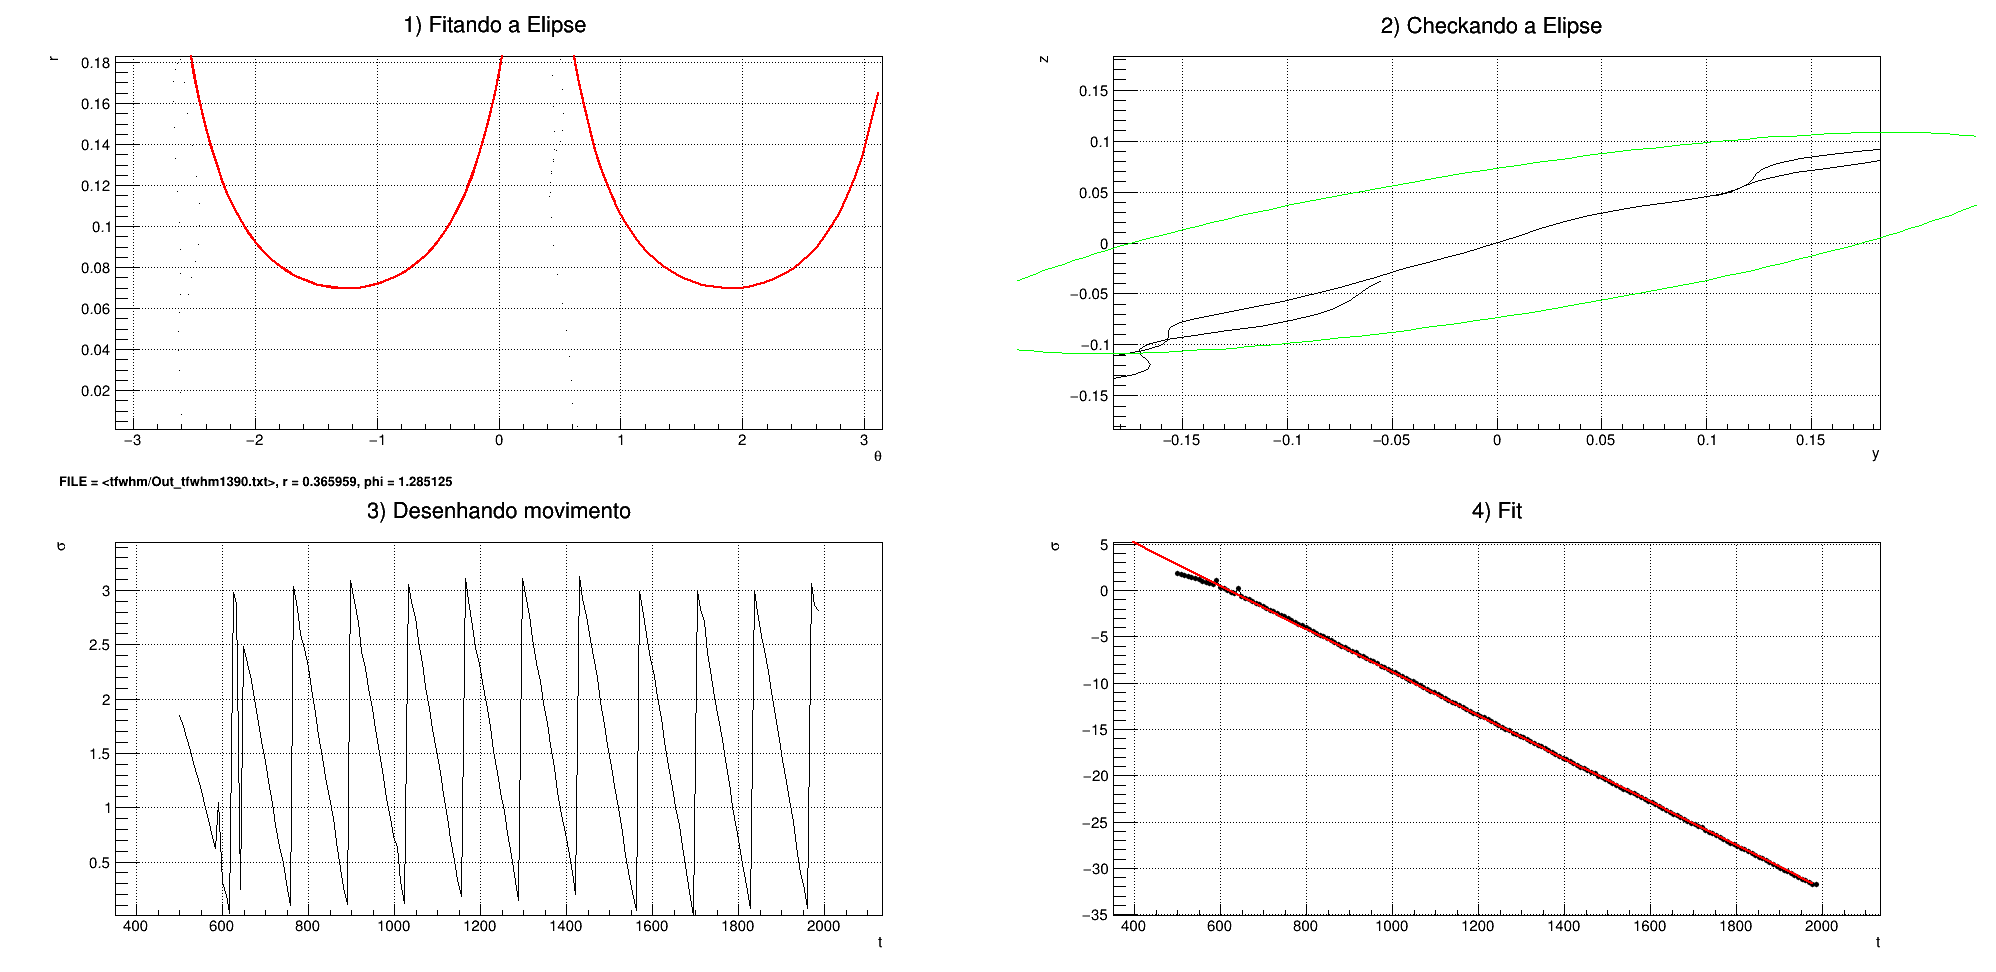 1) Fitando a Elipse
r
0.18
0.16
0.14
0.12
0.1
0.08
0.06
0.04
0.02
−3 −2 −1 0 1 2 3
θ
2) Checkando a Elipse
z
0.15
0.1
0.05
0
−0.05
−0.1
−0.15
−0.15 −0.1 −0.05 0 0.05 0.1 0.15
y
FILE = <tfwhm/Out_tfwhm1390.txt>, r = 0.365959, phi = 1.285125
3) Desenhando movimento
σ
3
2.5
2
1.5
1
0.5
400 600 800 1000 1200 1400 1600 1800 2000
t
4) Fit
σ
5
0
−5
−10
−15
−20
−25
−30
−35
400 600 800 1000 1200 1400 1600 1800 2000
t